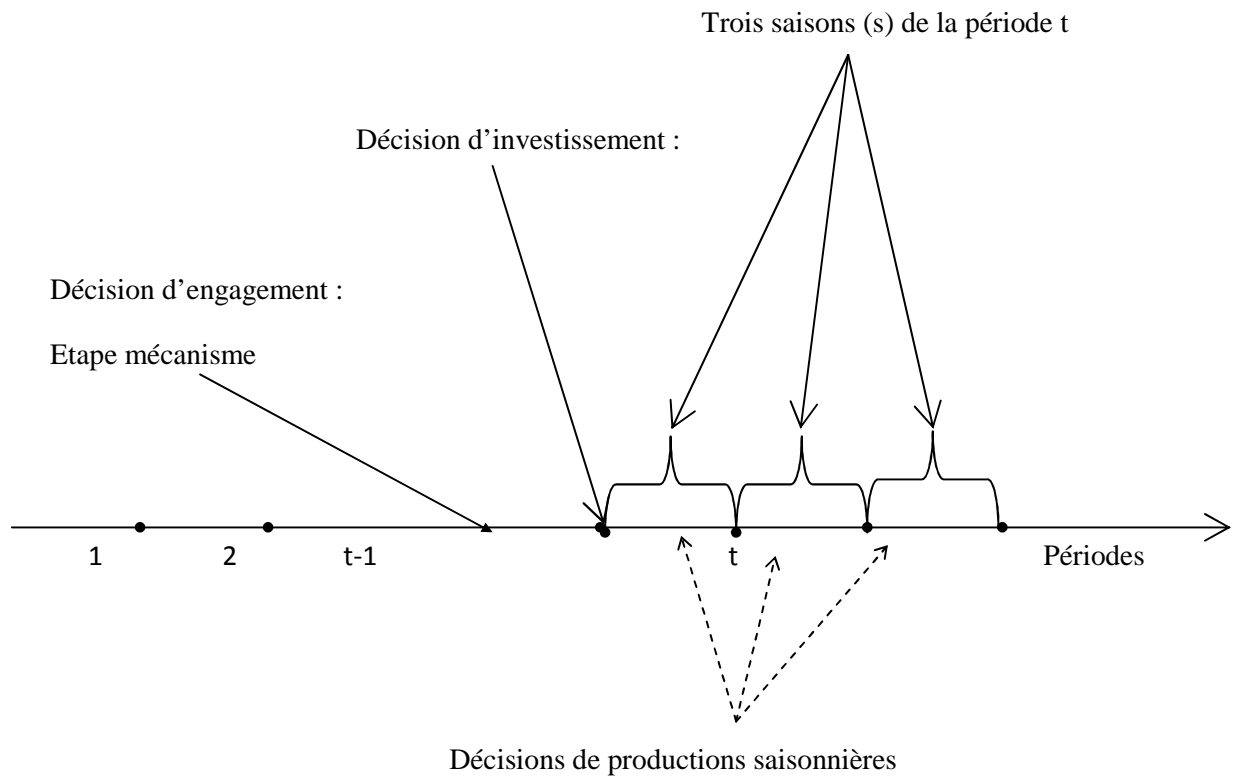 Trois saisons (s) de la période t
Décision d’investissement :
Décision d’engagement :
Etape mécanisme
1 2 t-1 t Périodes
Décisions de productions saisonnières